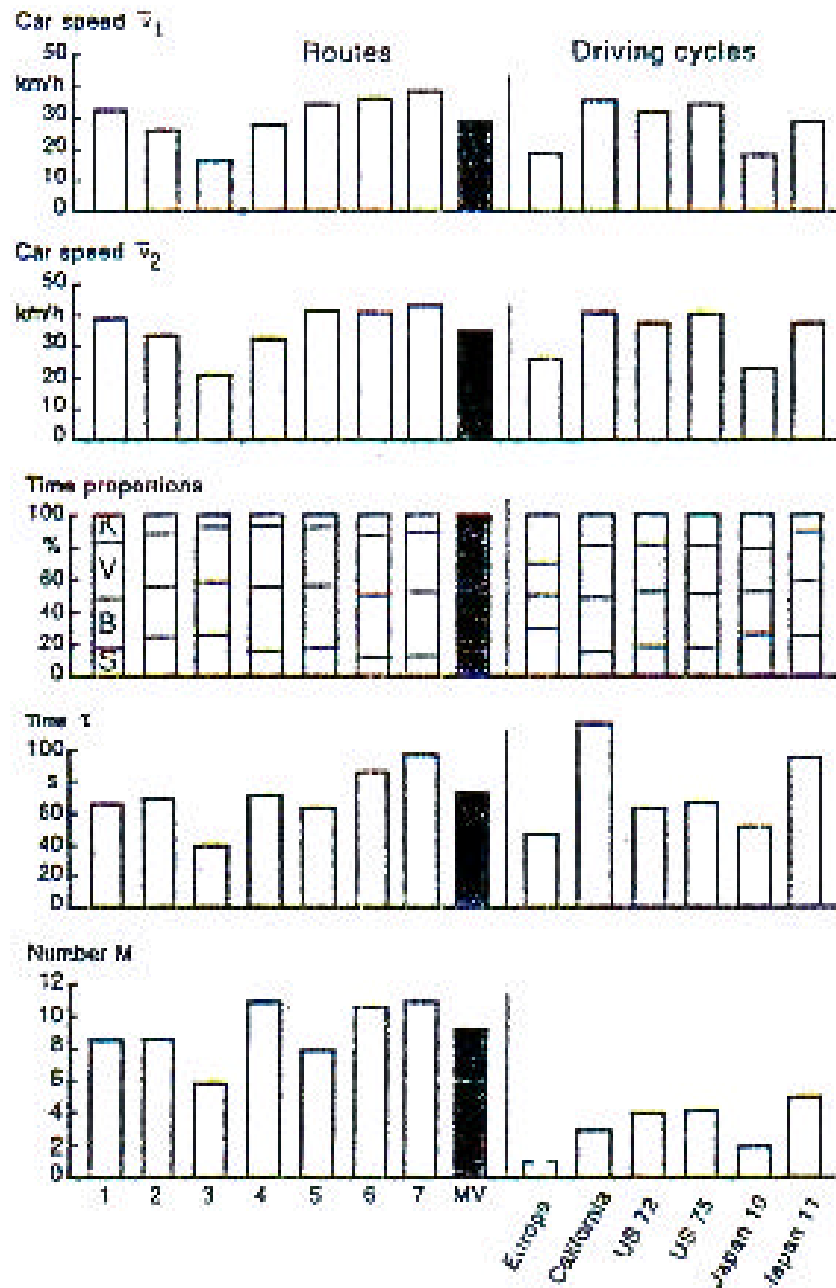 Car speed v̄1
Routes
Driving cycles
50
km/h
30
20
10
0
Car speed v̄2
50
km/h
30
20
10
0
Time proportions
100
%
60
40
20
0
K
V
B
S
Time τ
100
s
60
40
20
0
Number M
12
10
8
6
4
2
0
1 2 3 4 5 6 7 MV Europa California US 72 US 75 Japan 10 Japan 11